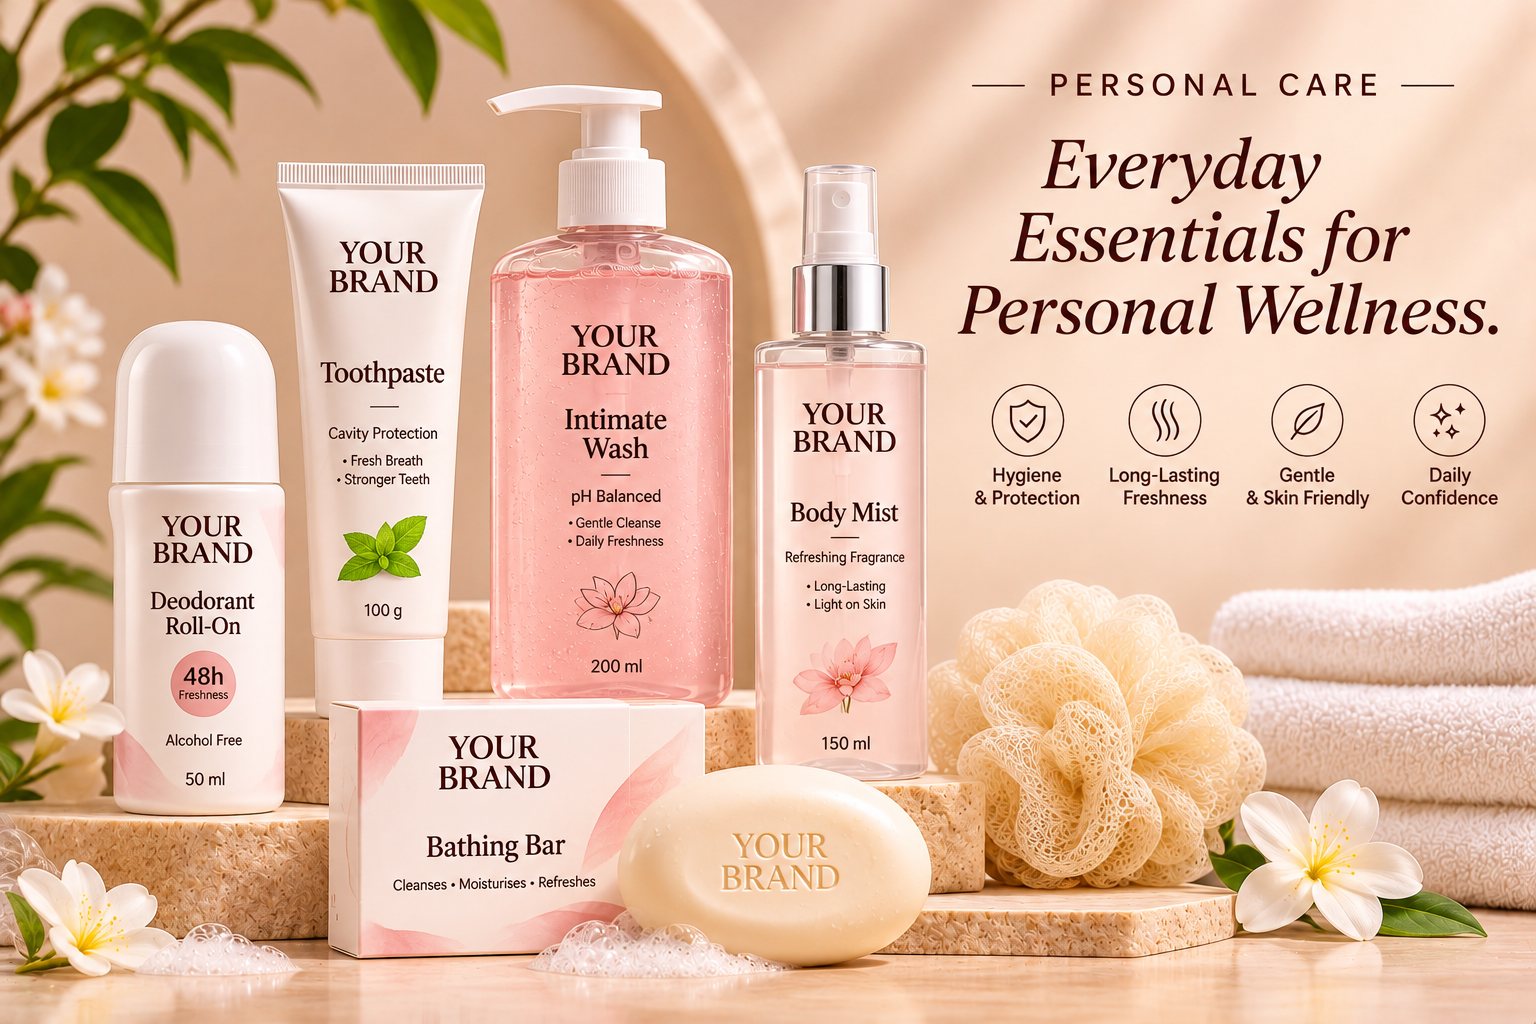 PERSONAL CARE
Everyday
Essentials for
Personal Wellness.
Hygiene
& Protection
Long-Lasting
Freshness
Gentle
& Skin Friendly
Daily
Confidence
YOUR
BRAND
Deodorant
Roll-On
48h
Freshness
Alcohol Free
50 ml
YOUR
BRAND
Toothpaste
Cavity Protection
• Fresh Breath
• Stronger Teeth
100 g
YOUR
BRAND
Intimate
Wash
pH Balanced
• Gentle Cleanse
• Daily Freshness
200 ml
YOUR
BRAND
Body Mist
Refreshing Fragrance
• Long-Lasting
• Light on Skin
150 ml
YOUR
BRAND
Bathing Bar
Cleanses • Moisturises • Refreshes
YOUR
BRAND